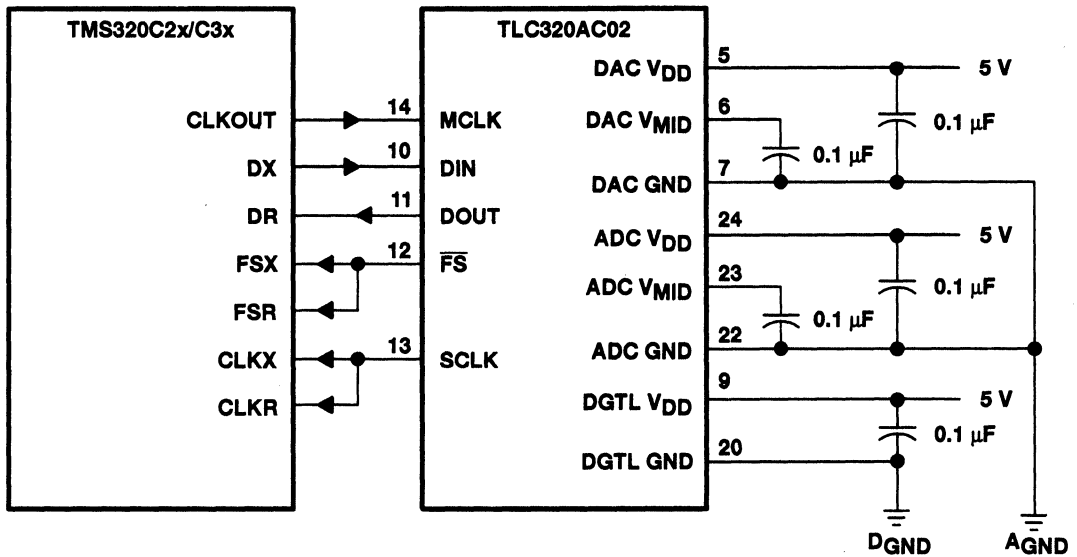 TMS320C2x/C3x
TLC320AC02
CLKOUT
DX
DR
FSX
FSR
CLKX
CLKR
14
10
11
12
13
MCLK
DIN
DOUT
FS
SCLK
DAC VDD
DAC VMID
DAC GND
ADC VDD
ADC VMID
ADC GND
DGTL VDD
DGTL GND
5
6
7
24
23
22
9
20
5 V
0.1 μF
0.1 μF
5 V
0.1 μF
0.1 μF
5 V
0.1 μF
DGND
AGND